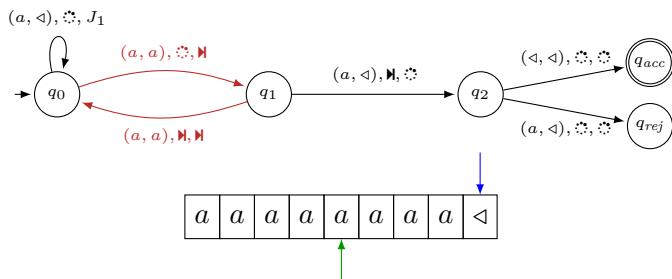 (a, ◁), ◌, J₁
(a, a), ◌, ⏭
(a, ◁), ⏭, ◌
(◁, ◁), ◌, ◌
q₀
q₁
q₂
q_acc
(a, a), ⏭, ⏭
(a, ◁), ◌, ◌
q_rej
a a a a a a a a ◁